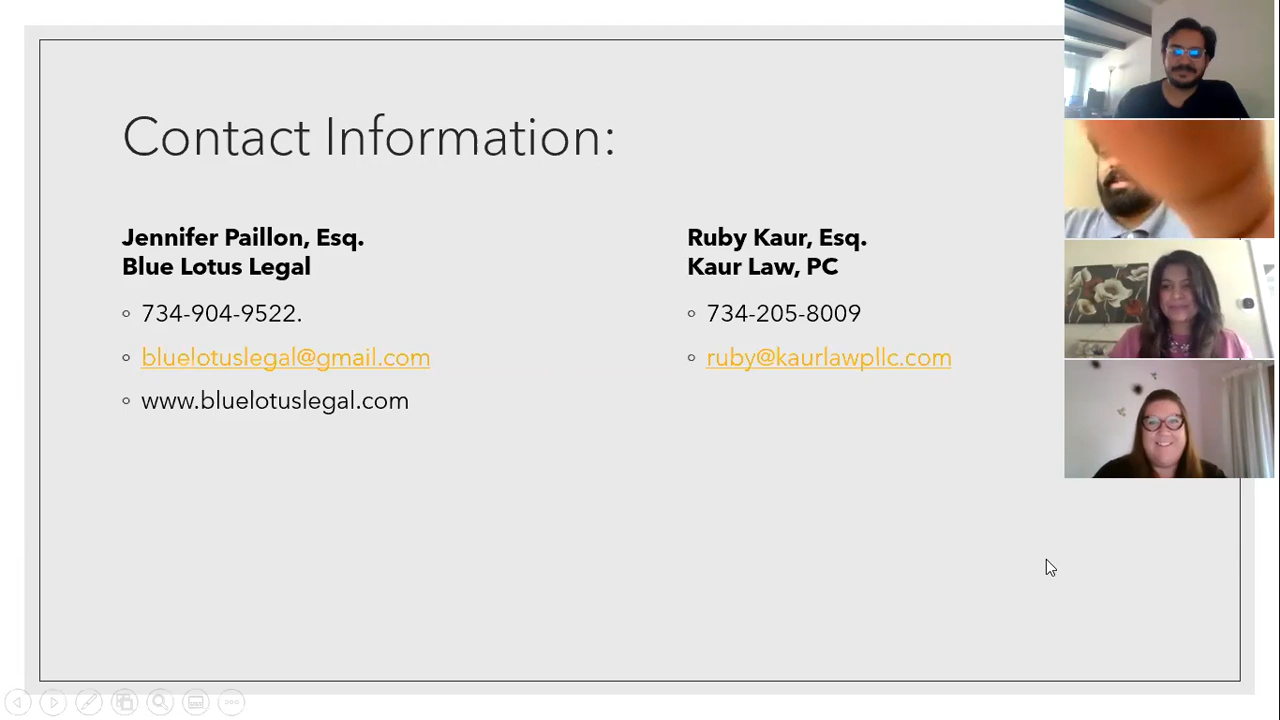 Contact Information:
Jennifer Paillon, Esq.
Blue Lotus Legal
734-904-9522.
bluelotuslegal@gmail.com
www.bluelotuslegal.com
Ruby Kaur, Esq.
Kaur Law, PC
734-205-8009
ruby@kaurlawpllc.com